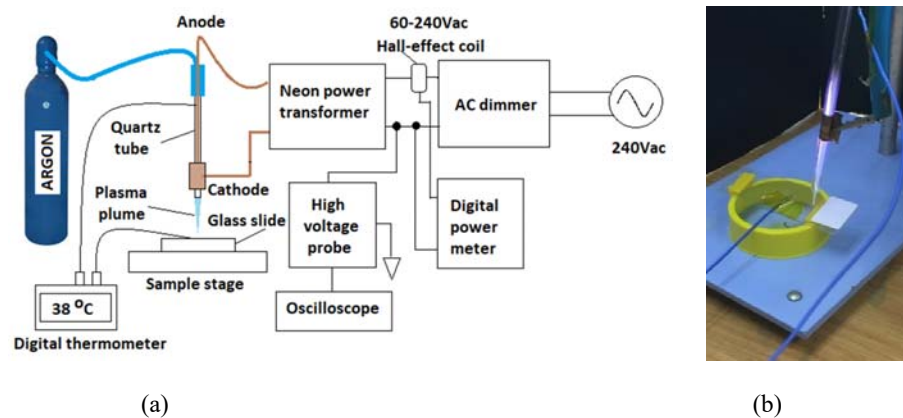 Anode
60-240Vac
Hall-effect coil
Neon power
transformer
AC dimmer
240Vac
ARGON
Quartz
tube
Cathode
Plasma
plume
Glass slide
High
voltage
probe
Digital
power
meter
Sample stage
38 ⁰C
Oscilloscope
Digital thermometer
(a)
(b)